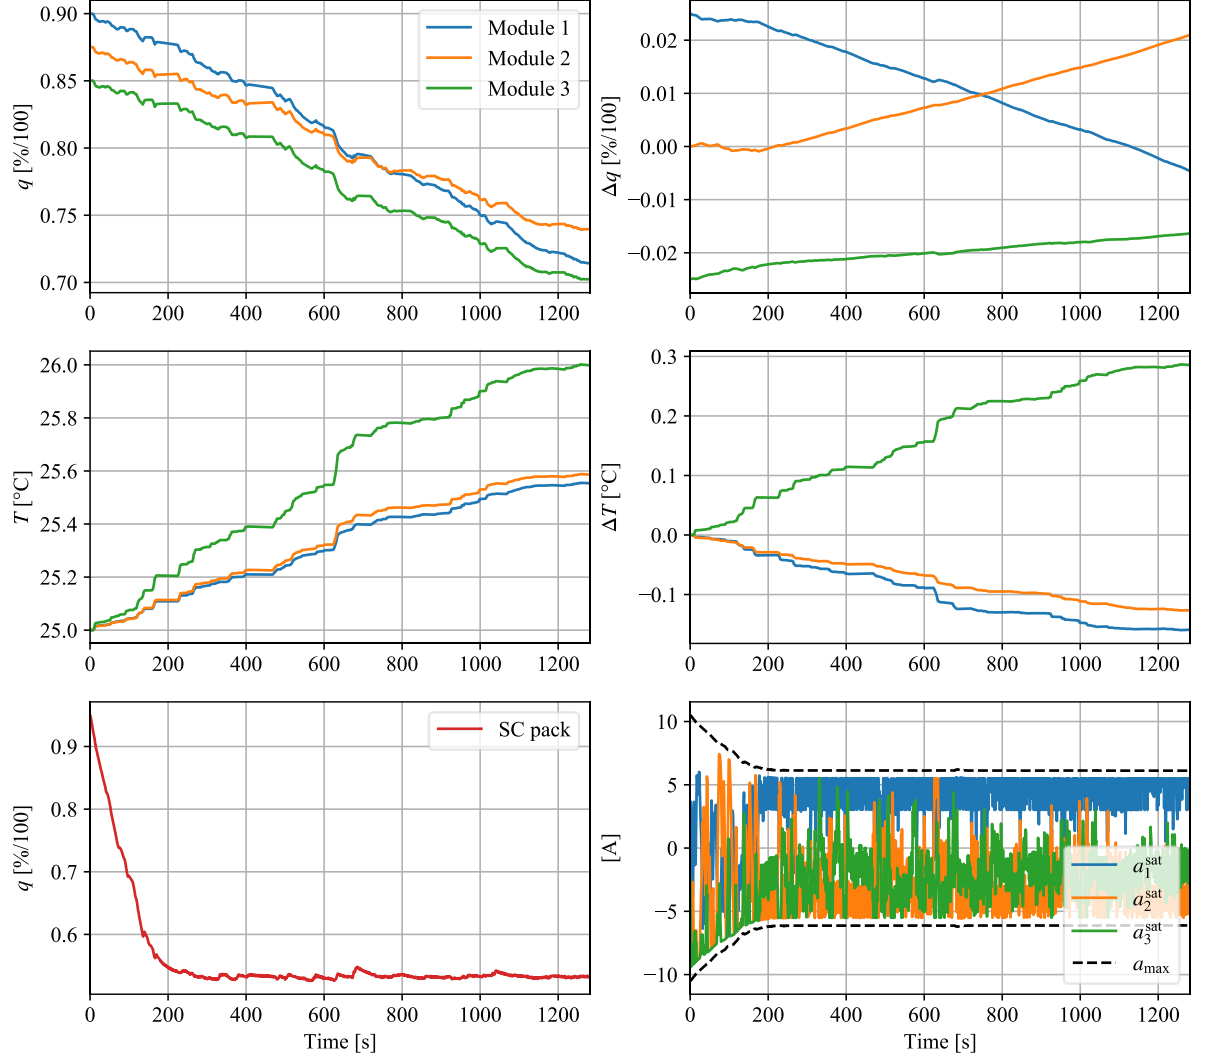 0.90
0.85
0.80
0.75
0.70
q [%/100]
Module 1
Module 2
Module 3
0 200 400 600 800 1000 1200
0.02
0.01
0.00
−0.01
−0.02
Δq [%/100]
0 200 400 600 800 1000 1200
26.0
25.8
25.6
25.4
25.2
25.0
T [°C]
0 200 400 600 800 1000 1200
0.3
0.2
0.1
0.0
−0.1
ΔT [°C]
0 200 400 600 800 1000 1200
0.9
0.8
0.7
0.6
q [%/100]
SC pack
0 200 400 600 800 1000 1200
Time [s]
10
5
0
−5
−10
[A]
a₁ˢᵃᵗ
a₂ˢᵃᵗ
a₃ˢᵃᵗ
a_max
0 200 400 600 800 1000 1200
Time [s]